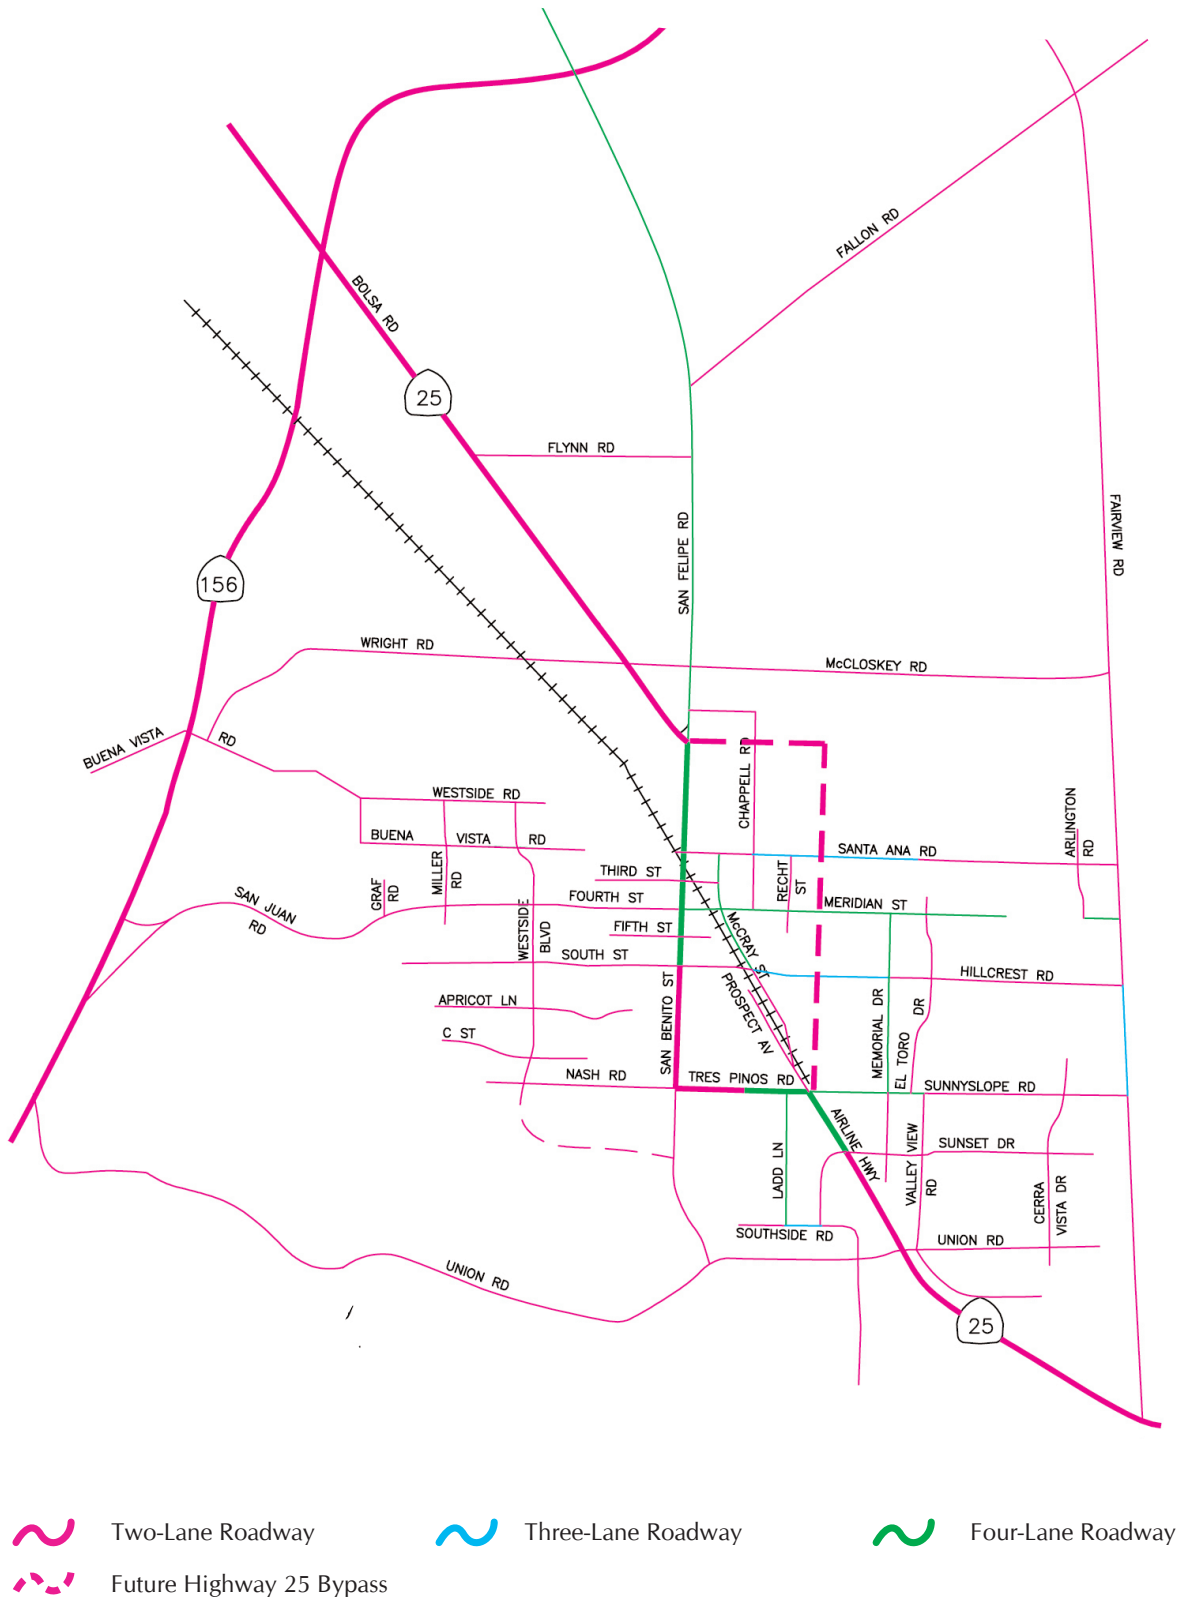 FALLON RD
BOLSA RD
25
FLYNN RD
SAN FELIPE RD
FAIRVIEW RD
156
WRIGHT RD
McCLOSKEY RD
BUENA VISTA
RD
CHAPPELL RD
WESTSIDE RD
ARLINGTON
RD
BUENA VISTA RD
SANTA ANA RD
MILLER
RD
THIRD ST
RECHT
ST
GRAF
RD
FOURTH ST
MERIDIAN ST
SAN JUAN
RD
WESTSIDE
BLVD
FIFTH ST
McCRAY ST
SOUTH ST
HILLCREST RD
PROSPECT AV
SAN BENITO ST
APRICOT LN
MEMORIAL DR
EL TORO DR
C ST
NASH RD
TRES PINOS RD
SUNNYSLOPE RD
AIRLINE HWY
LADD LN
VALLEY VIEW
RD
SUNSET DR
CERRA
VISTA DR
SOUTHSIDE RD
UNION RD
UNION RD
25
Two-Lane Roadway
Three-Lane Roadway
Four-Lane Roadway
Future Highway 25 Bypass